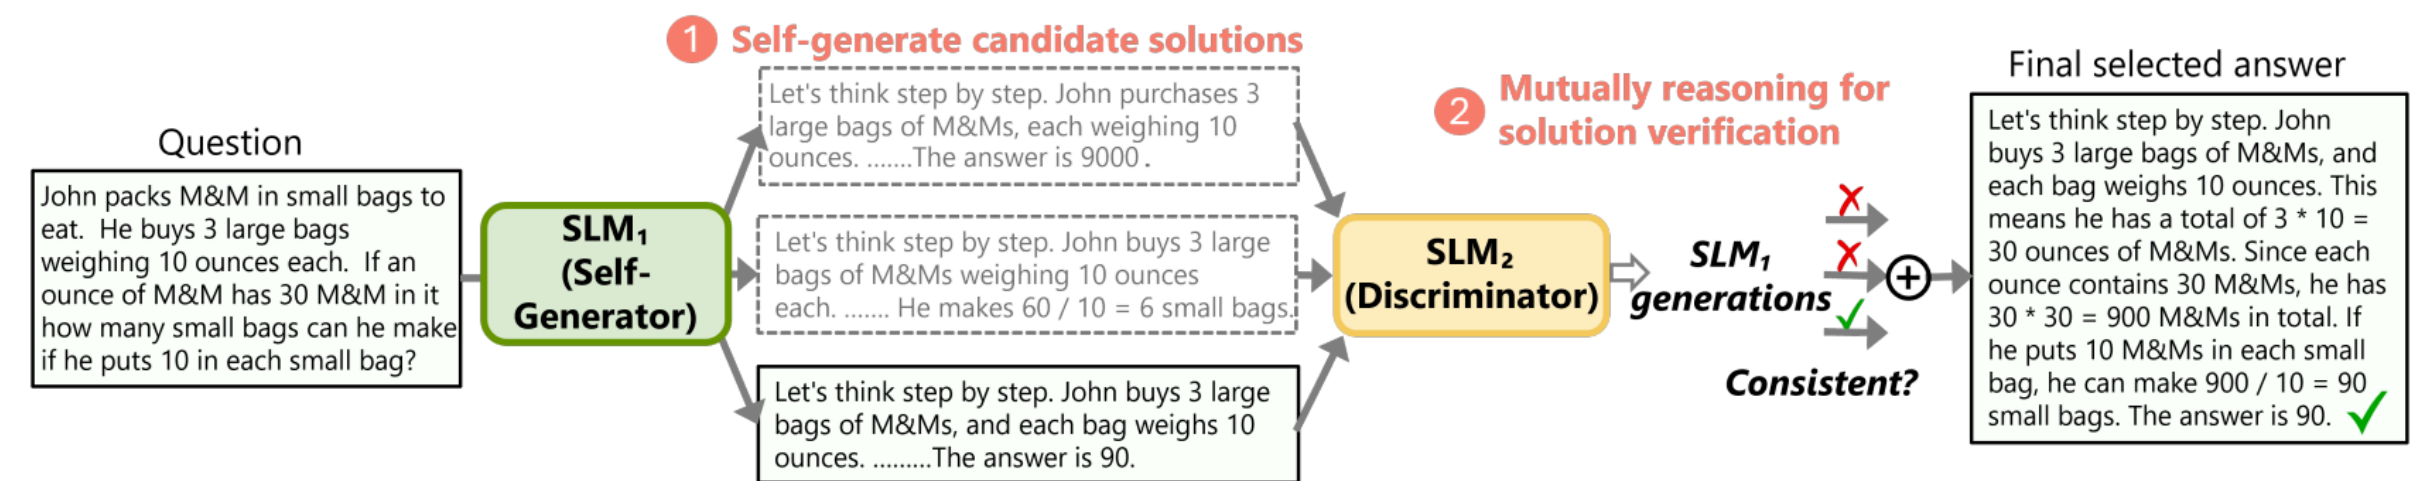 Question
John packs M&M in small bags to
eat. He buys 3 large bags
weighing 10 ounces each. If an
ounce of M&M has 30 M&M in it
how many small bags can he make
if he puts 10 in each small bag?
SLM₁
(Self-
Generator)
1 Self-generate candidate solutions
Let's think step by step. John purchases 3
large bags of M&Ms, each weighing 10
ounces. .......The answer is 9000.
Let's think step by step. John buys 3 large
bags of M&Ms weighing 10 ounces
each. ....... He makes 60 / 10 = 6 small bags.
Let's think step by step. John buys 3 large
bags of M&Ms, and each bag weighs 10
ounces. .........The answer is 90.
2 Mutually reasoning for
solution verification
SLM₂
(Discriminator)
SLM₁
generations
Consistent?
Final selected answer
Let's think step by step. John
buys 3 large bags of M&Ms, and
each bag weighs 10 ounces. This
means he has a total of 3 * 10 =
30 ounces of M&Ms. Since each
ounce contains 30 M&Ms, he has
30 * 30 = 900 M&Ms in total. If
he puts 10 M&Ms in each small
bag, he can make 900 / 10 = 90
small bags. The answer is 90.